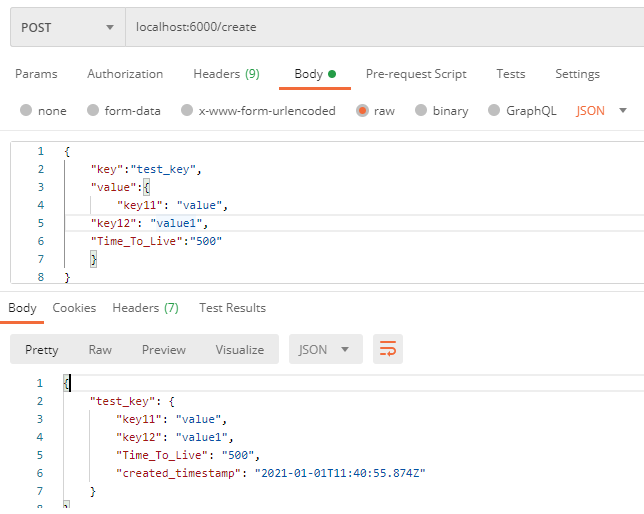 POST localhost:6000/create
Params Authorization Headers (9) Body Pre-request Script Tests Settings
none form-data x-www-form-urlencoded raw binary GraphQL JSON
1 {
2 "key":"test_key",
3 "value":{
4 "key11": "value",
5 "key12": "value1",
6 "Time_To_Live":"500"
7 }
8 }
Body Cookies Headers (7) Test Results
Pretty Raw Preview Visualize JSON
1 {
2 "test_key": {
3 "key11": "value",
4 "key12": "value1",
5 "Time_To_Live": "500",
6 "created_timestamp": "2021-01-01T11:40:55.874Z"
7 }
8 }